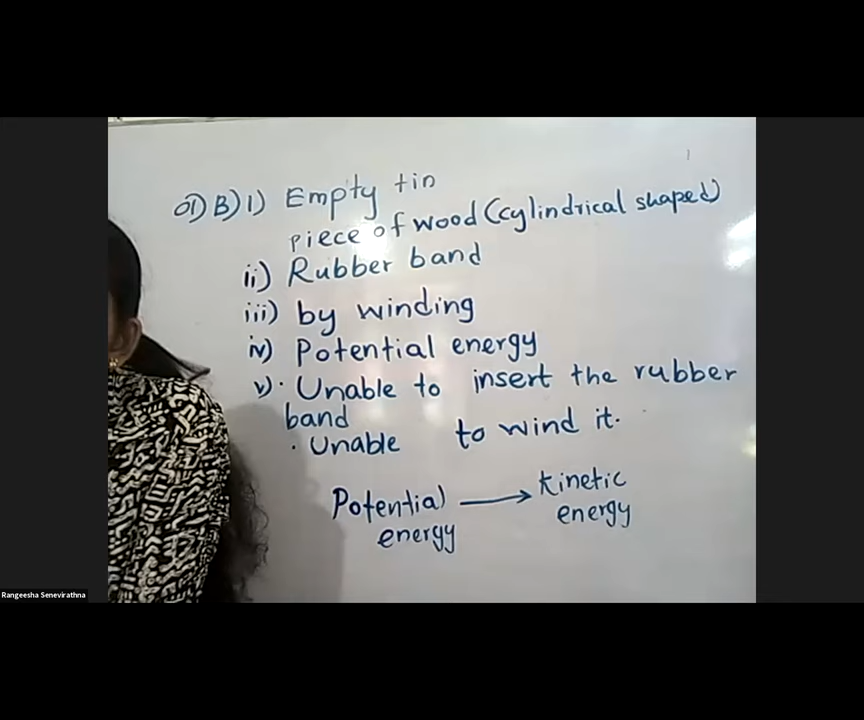 01) B) i) Empty tin
piece of wood (cylindrical shaped)
ii) Rubber band
iii) by winding
iv) Potential energy
v) · Unable to insert the rubber
band
· Unable to wind it.
Potential energy → kinetic energy
Rangeesha Senevirathna